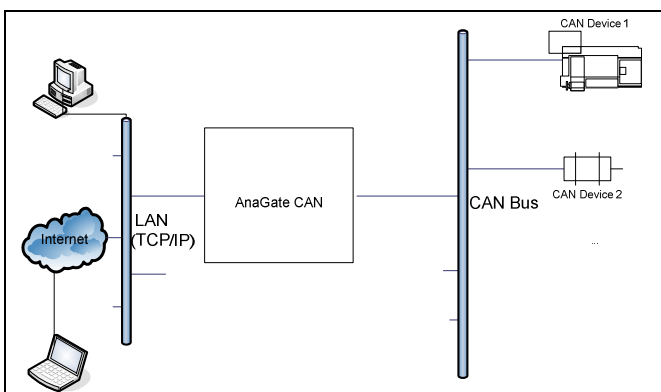 CAN Device 1
AnaGate CAN
CAN Device 2
CAN Bus
LAN
(TCP/IP)
Internet
...